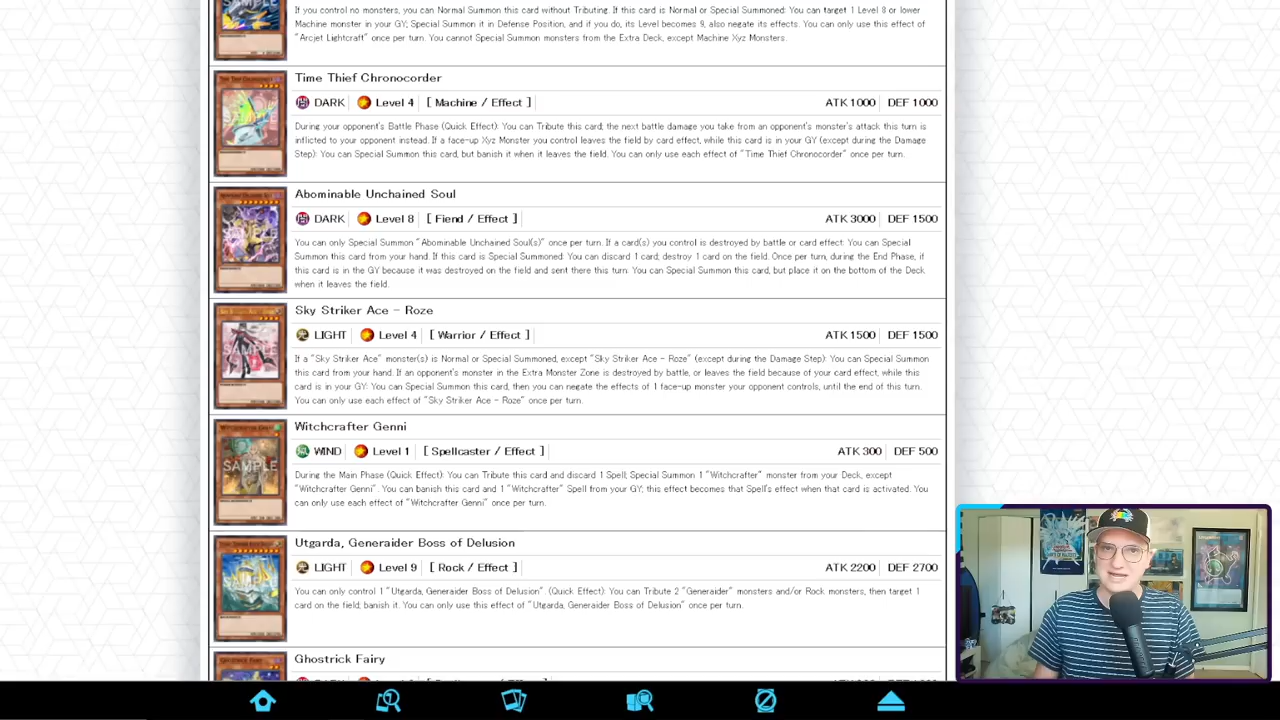 If you control no monsters, you can Normal Summon this card without Tributing. If this card is Normal or Special Summoned: You can target 1 Level 8 or lower
Machine monster in your GY; Special Summon it in Defense Position, and if you do, its Level becomes 9, also negate its effects. You can only use this effect of
"Arcjet Lightcraft" once per turn. You cannot Special Summon monsters from the Extra Deck, except Machine Xyz Monsters.
Time Thief Chronocorder
DARK Level 4 [ Machine / Effect ] ATK 1000 DEF 1000
During your opponent's Battle Phase (Quick Effect): You can Tribute this card; the next battle damage you take from an opponent's monster's attack this turn is
inflicted to your opponent instead. If a face-up Xyz Monster you control leaves the field by card effect, while this card is in your GY (except during the Damage
Step): You can Special Summon this card, but banish it when it leaves the field. You can only use each effect of "Time Thief Chronocorder" once per turn.
SAMPLE
Abominable Unchained Soul
DARK Level 8 [ Fiend / Effect ] ATK 3000 DEF 1500
You can only Special Summon "Abominable Unchained Soul(s)" once per turn. If a card(s) you control is destroyed by battle or card effect: You can Special
Summon this card from your hand. If this card is Special Summoned: You can discard 1 card; destroy 1 card on the field. Once per turn, during the End Phase, if
this card is in the GY because it was destroyed on the field and sent there this turn: You can Special Summon this card, but place it on the bottom of the Deck
when it leaves the field.
SAMPLE
Sky Striker Ace - Roze
LIGHT Level 4 [ Warrior / Effect ] ATK 1500 DEF 1500
If a "Sky Striker Ace" monster(s) is Normal or Special Summoned, except "Sky Striker Ace - Roze" (except during the Damage Step): You can Special Summon
this card from your hand. If an opponent's monster in the Extra Monster Zone is destroyed by battle, or leaves the field because of your card effect, while this
card is in your GY: You can Special Summon this card, then you can negate the effects of 1 face-up monster your opponent controls, until the end of this turn.
You can only use each effect of "Sky Striker Ace - Roze" once per turn.
SAMPLE
Witchcrafter Genni
WIND Level 1 [ Spellcaster / Effect ] ATK 300 DEF 500
During the Main Phase (Quick Effect): You can Tribute this card and discard 1 Spell; Special Summon 1 "Witchcrafter" monster from your Deck, except
"Witchcrafter Genni". You can banish this card and 1 "Witchcrafter" Spell from your GY; this effect becomes that Spell's effect when that card is activated. You
can only use each effect of "Witchcrafter Genni" once per turn.
SAMPLE
Utgarda, Generaider Boss of Delusion
LIGHT Level 9 [ Rock / Effect ] ATK 2200 DEF 2700
You can only control 1 "Utgarda, Generaider Boss of Delusion". (Quick Effect): You can Tribute 2 "Generaider" monsters and/or Rock monsters, then target 1
card on the field; banish it. You can only use this effect of "Utgarda, Generaider Boss of Delusion" once per turn.
SAMPLE
Ghostrick Fairy